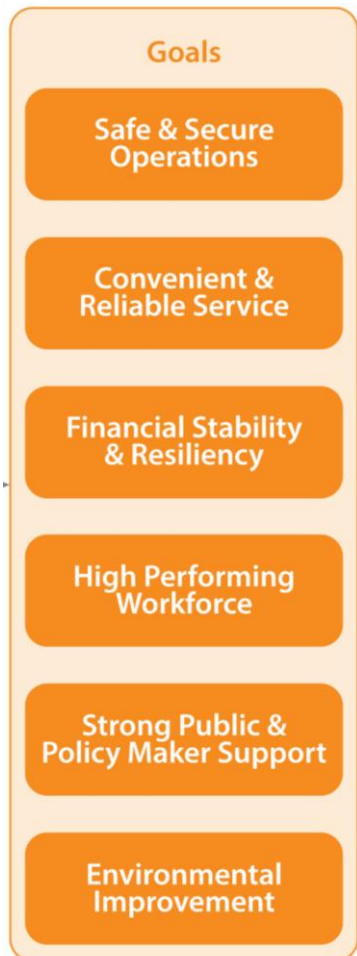 Goals
Safe & Secure
Operations
Convenient &
Reliable Service
Financial Stability
& Resiliency
High Performing
Workforce
Strong Public &
Policy Maker Support
Environmental
Improvement